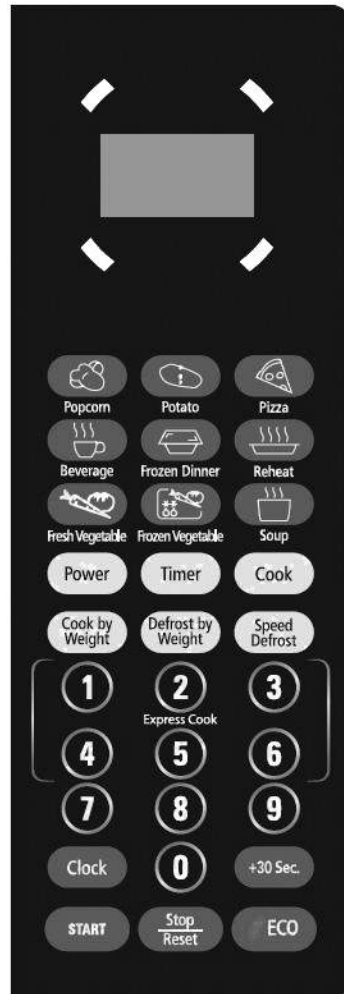 Popcorn Potato Pizza
Beverage Frozen Dinner Reheat
Fresh Vegetable Frozen Vegetable Soup
Power Timer Cook
Cook by Defrost by Speed
Weight Weight Defrost
1 2 3
Express Cook
4 5 6
7 8 9
Clock 0 +30 Sec.
START Stop ECO
Reset